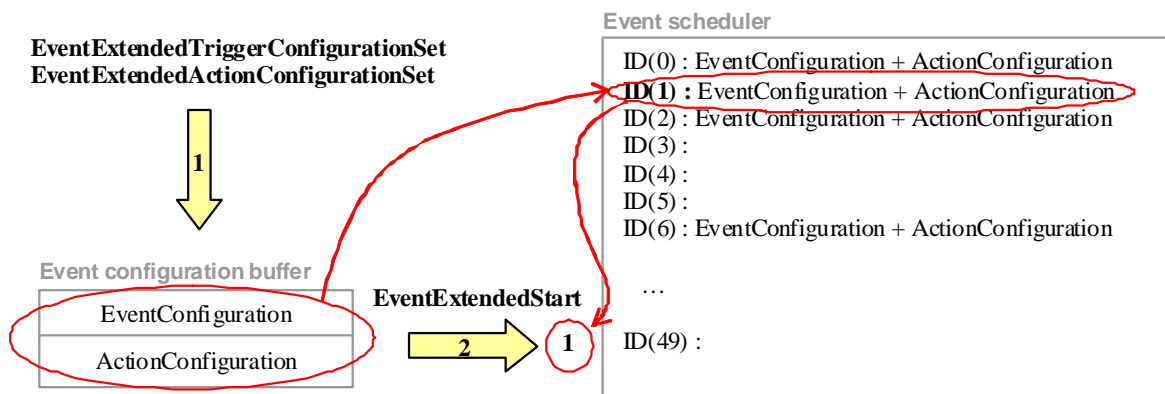 Event scheduler
EventExtendedTriggerConfigurationSet
EventExtendedActionConfigurationSet
ID(0) : EventConfiguration + ActionConfiguration
ID(1) : EventConfiguration + ActionConfiguration
ID(2) : EventConfiguration + ActionConfiguration
ID(3) :
ID(4) :
ID(5) :
ID(6) : EventConfiguration + ActionConfiguration
…
ID(49) :
1
Event configuration buffer
EventConfiguration
ActionConfiguration
EventExtendedStart
2
1